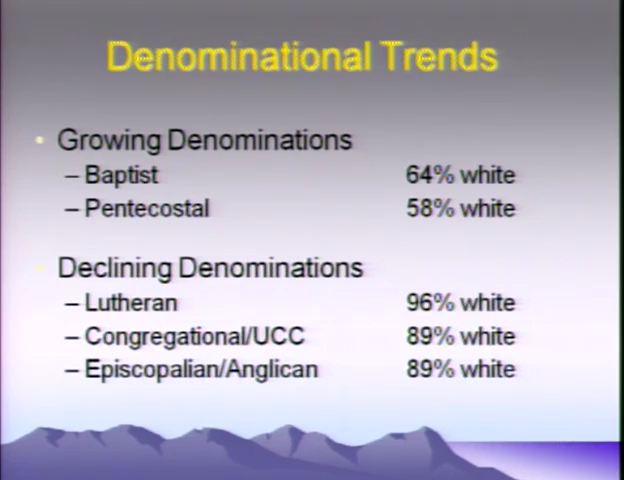 Denominational Trends
• Growing Denominations
– Baptist 64% white
– Pentecostal 58% white
• Declining Denominations
– Lutheran 96% white
– Congregational/UCC 89% white
– Episcopalian/Anglican 89% white